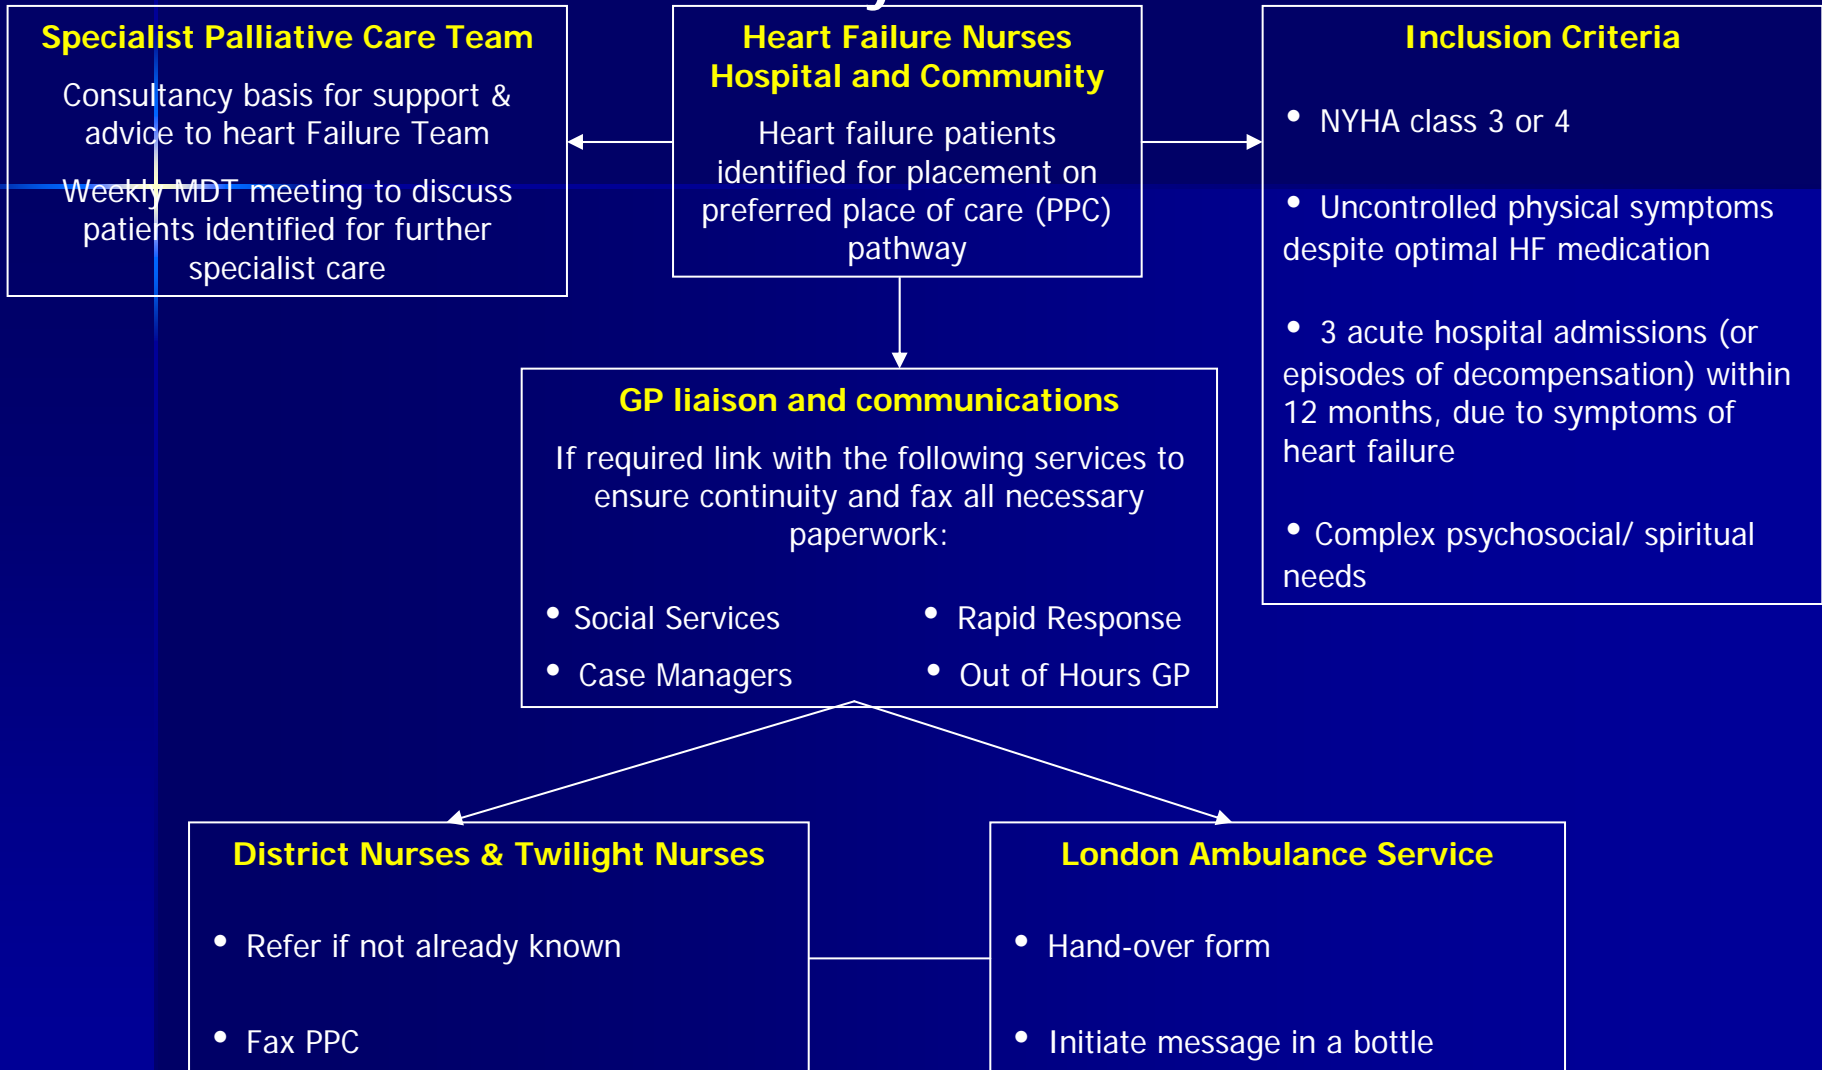 Specialist Palliative Care Team
Consultancy basis for support &
advice to heart Failure Team
Weekly MDT meeting to discuss
patients identified for further
specialist care
Heart Failure Nurses
Hospital and Community
Heart failure patients
identified for placement on
preferred place of care (PPC)
pathway
Inclusion Criteria
• NYHA class 3 or 4
• Uncontrolled physical symptoms
despite optimal HF medication
• 3 acute hospital admissions (or
episodes of decompensation) within
12 months, due to symptoms of
heart failure
• Complex psychosocial/ spiritual
needs
GP liaison and communications
If required link with the following services to
ensure continuity and fax all necessary
paperwork:
• Social Services
• Rapid Response
• Case Managers
• Out of Hours GP
District Nurses & Twilight Nurses
• Refer if not already known
• Fax PPC
London Ambulance Service
• Hand-over form
• Initiate message in a bottle